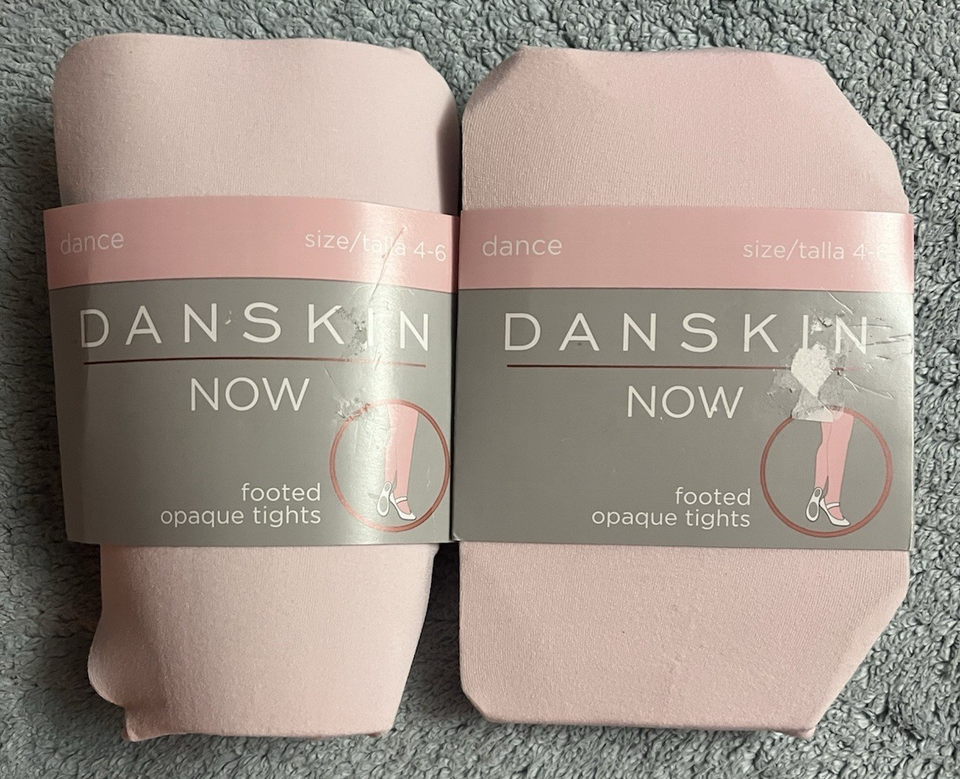 dance size/talla 4-6
DANSKIN
NOW
footed
opaque tights
dance size/talla 4-6
DANSKIN
NOW
footed
opaque tights